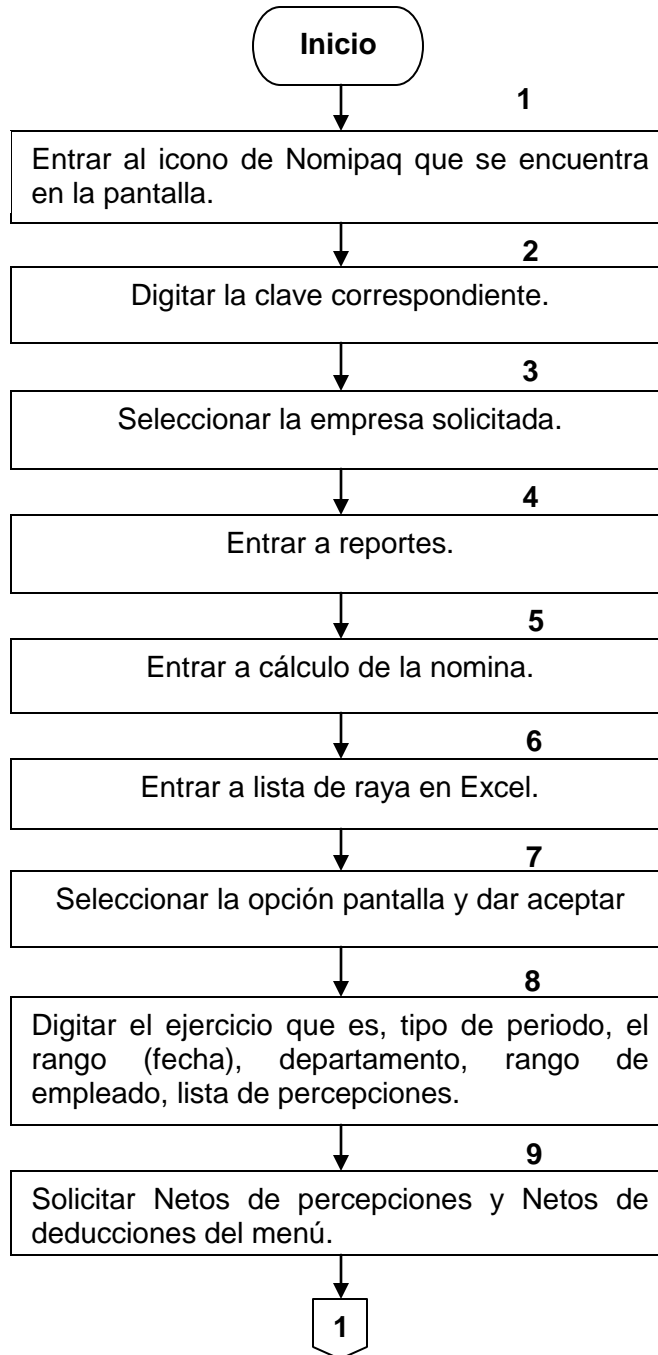 Inicio
1
Entrar al icono de Nomipaq que se encuentra
en la pantalla.
2
Digitar la clave correspondiente.
3
Seleccionar la empresa solicitada.
4
Entrar a reportes.
5
Entrar a cálculo de la nomina.
6
Entrar a lista de raya en Excel.
7
Seleccionar la opción pantalla y dar aceptar
8
Digitar el ejercicio que es, tipo de periodo, el
rango (fecha), departamento, rango de
empleado, lista de percepciones.
9
Solicitar Netos de percepciones y Netos de
deducciones del menú.
1